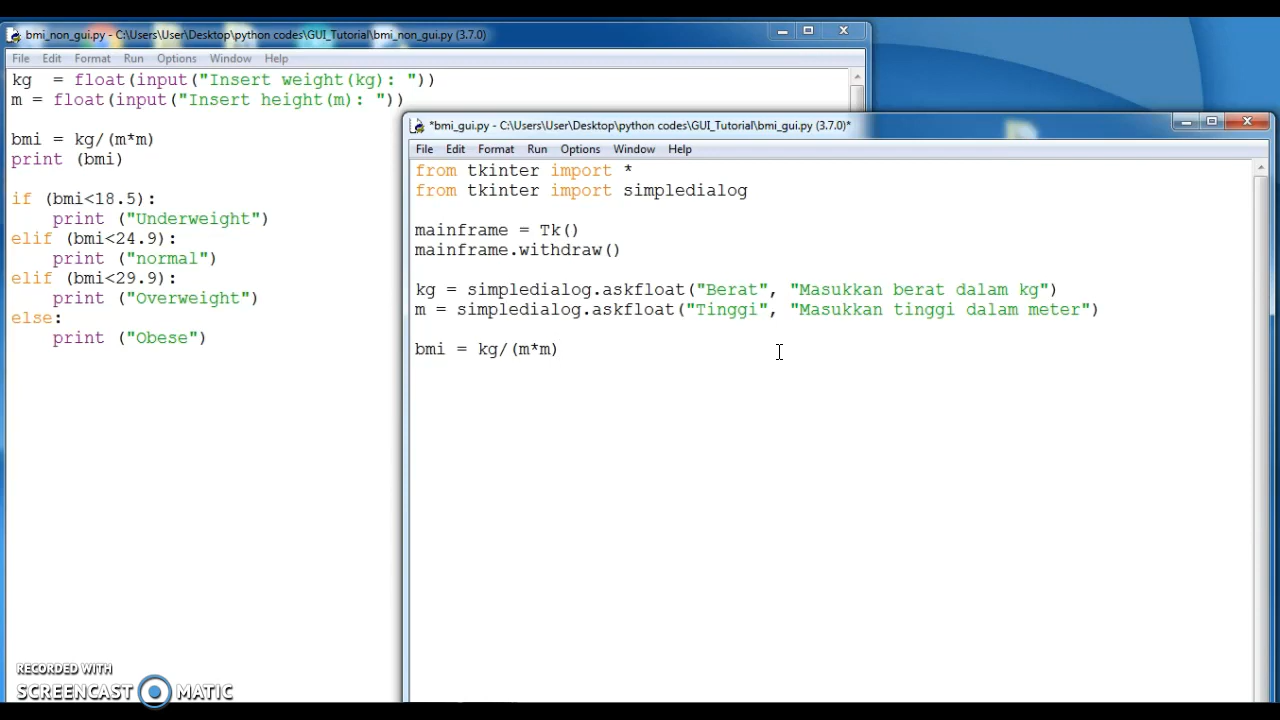 bmi_non_gui.py - C:\Users\User\Desktop\python codes\GUI_Tutorial\bmi_non_gui.py (3.7.0)
File Edit Format Run Options Window Help
kg  = float(input("Insert weight(kg): "))
m = float(input("Insert height(m): "))
bmi = kg/(m*m)
print (bmi)
if (bmi<18.5):
    print ("Underweight")
elif (bmi<24.9):
    print ("normal")
elif (bmi<29.9):
    print ("Overweight")
else:
    print ("Obese")
*bmi_gui.py - C:\Users\User\Desktop\python codes\GUI_Tutorial\bmi_gui.py (3.7.0)*
File Edit Format Run Options Window Help
from tkinter import *
from tkinter import simpledialog
mainframe = Tk()
mainframe.withdraw()
kg = simpledialog.askfloat("Berat", "Masukkan berat dalam kg")
m = simpledialog.askfloat("Tinggi", "Masukkan tinggi dalam meter")
bmi = kg/(m*m)
RECORDED WITH
SCREENCAST MATIC